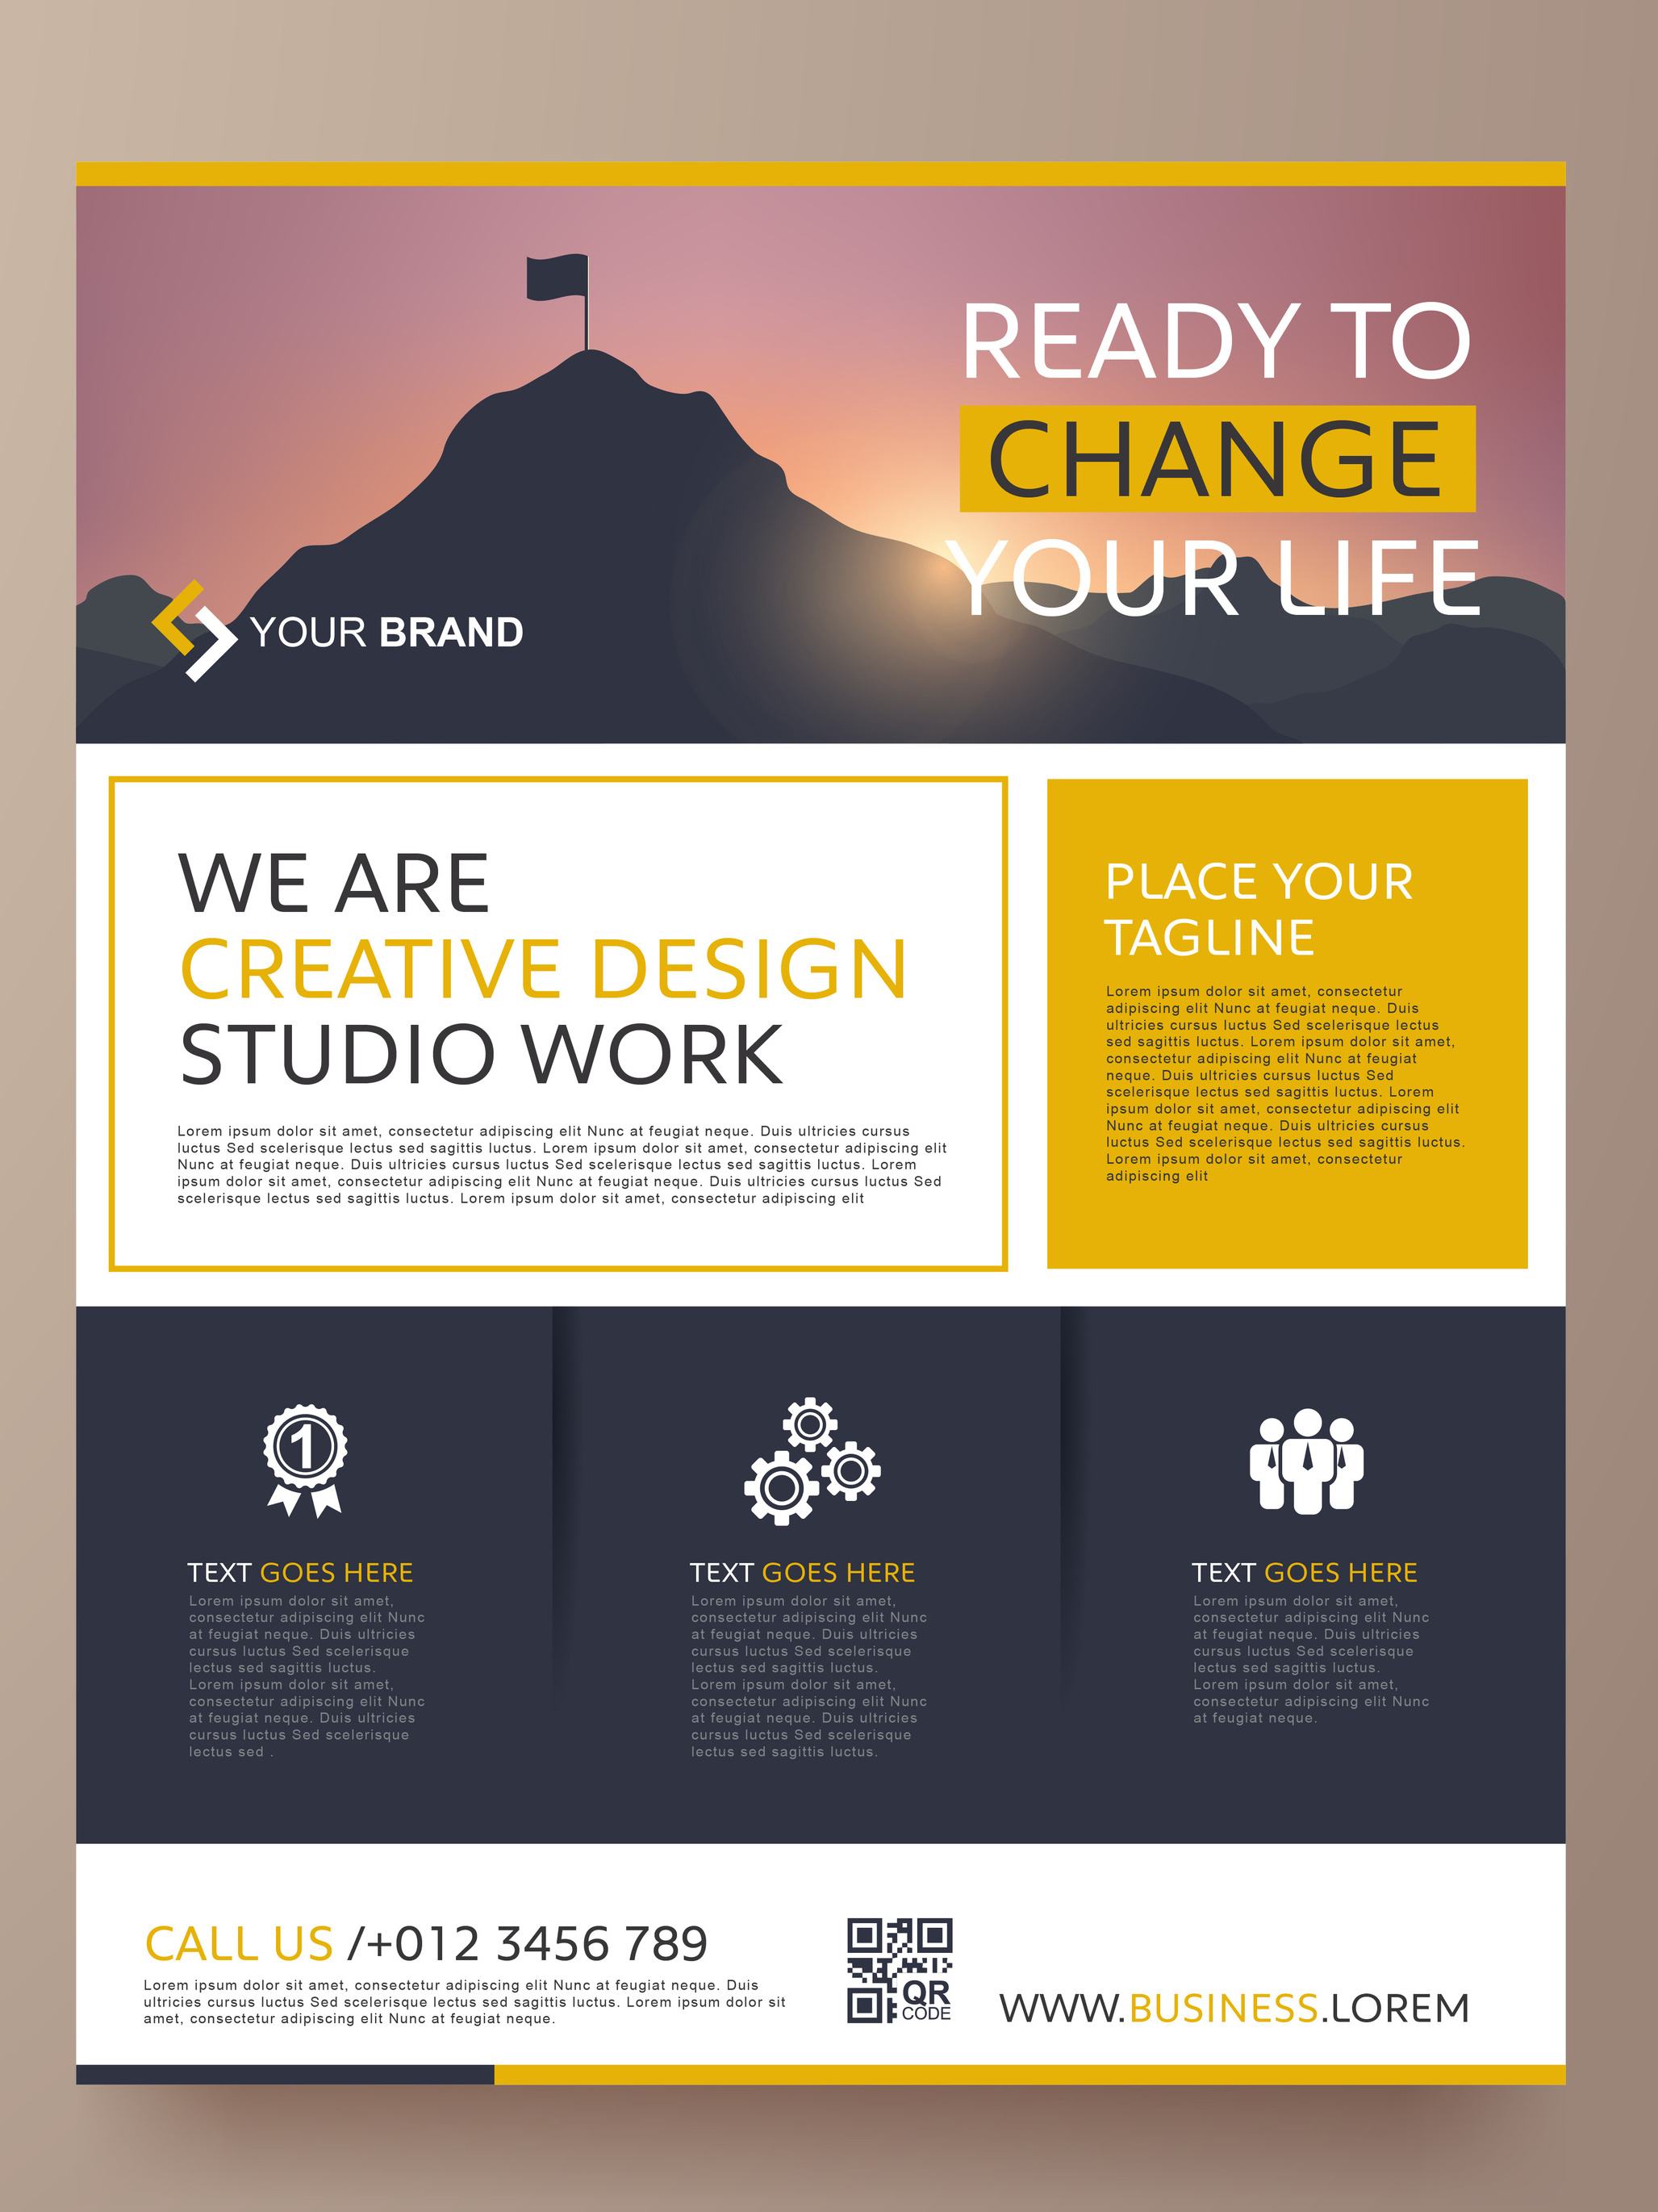 READY TO
CHANGE
YOUR LIFE
YOUR BRAND
WE ARE
CREATIVE DESIGN
STUDIO WORK
Lorem ipsum dolor sit amet, consectetur adipiscing elit Nunc at feugiat neque. Duis ultricies cursus
luctus Sed scelerisque lectus sed sagittis luctus. Lorem ipsum dolor sit amet, consectetur adipiscing elit
Nunc at feugiat neque. Duis ultricies cursus luctus Sed scelerisque lectus sed sagittis luctus. Lorem
ipsum dolor sit amet, consectetur adipiscing elit Nunc at feugiat neque. Duis ultricies cursus luctus Sed
scelerisque lectus sed sagittis luctus. Lorem ipsum dolor sit amet, consectetur adipiscing elit
PLACE YOUR
TAGLINE
Lorem ipsum dolor sit amet, consectetur
adipiscing elit Nunc at feugiat neque. Duis
ultricies cursus luctus Sed scelerisque lectus
sed sagittis luctus. Lorem ipsum dolor sit amet,
consectetur adipiscing elit Nunc at feugiat
neque. Duis ultricies cursus luctus Sed
scelerisque lectus sed sagittis luctus. Lorem
ipsum dolor sit amet, consectetur adipiscing elit
Nunc at feugiat neque. Duis ultricies cursus
luctus Sed scelerisque lectus sed sagittis luctus.
Lorem ipsum dolor sit amet, consectetur
adipiscing elit
1
TEXT GOES HERE
Lorem ipsum dolor sit amet,
consectetur adipiscing elit Nunc
at feugiat neque. Duis ultricies
cursus luctus Sed scelerisque
lectus sed sagittis luctus.
Lorem ipsum dolor sit amet,
consectetur adipiscing elit Nunc
at feugiat neque. Duis ultricies
cursus luctus Sed scelerisque
lectus sed .
TEXT GOES HERE
Lorem ipsum dolor sit amet,
consectetur adipiscing elit Nunc
at feugiat neque. Duis ultricies
cursus luctus Sed scelerisque
lectus sed sagittis luctus.
Lorem ipsum dolor sit amet,
consectetur adipiscing elit Nunc
at feugiat neque. Duis ultricies
cursus luctus Sed scelerisque
lectus sed sagittis luctus.
TEXT GOES HERE
Lorem ipsum dolor sit amet,
consectetur adipiscing elit Nunc
at feugiat neque. Duis ultricies
cursus luctus Sed scelerisque
lectus sed sagittis luctus.
Lorem ipsum dolor sit amet,
consectetur adipiscing elit Nunc
at feugiat neque.
CALL US /+012 3456 789
Lorem ipsum dolor sit amet, consectetur adipiscing elit Nunc at feugiat neque. Duis
ultricies cursus luctus Sed scelerisque lectus sed sagittis luctus. Lorem ipsum dolor sit
amet, consectetur adipiscing elit Nunc at feugiat neque.
QR
CODE
WWW.BUSINESS.LOREM